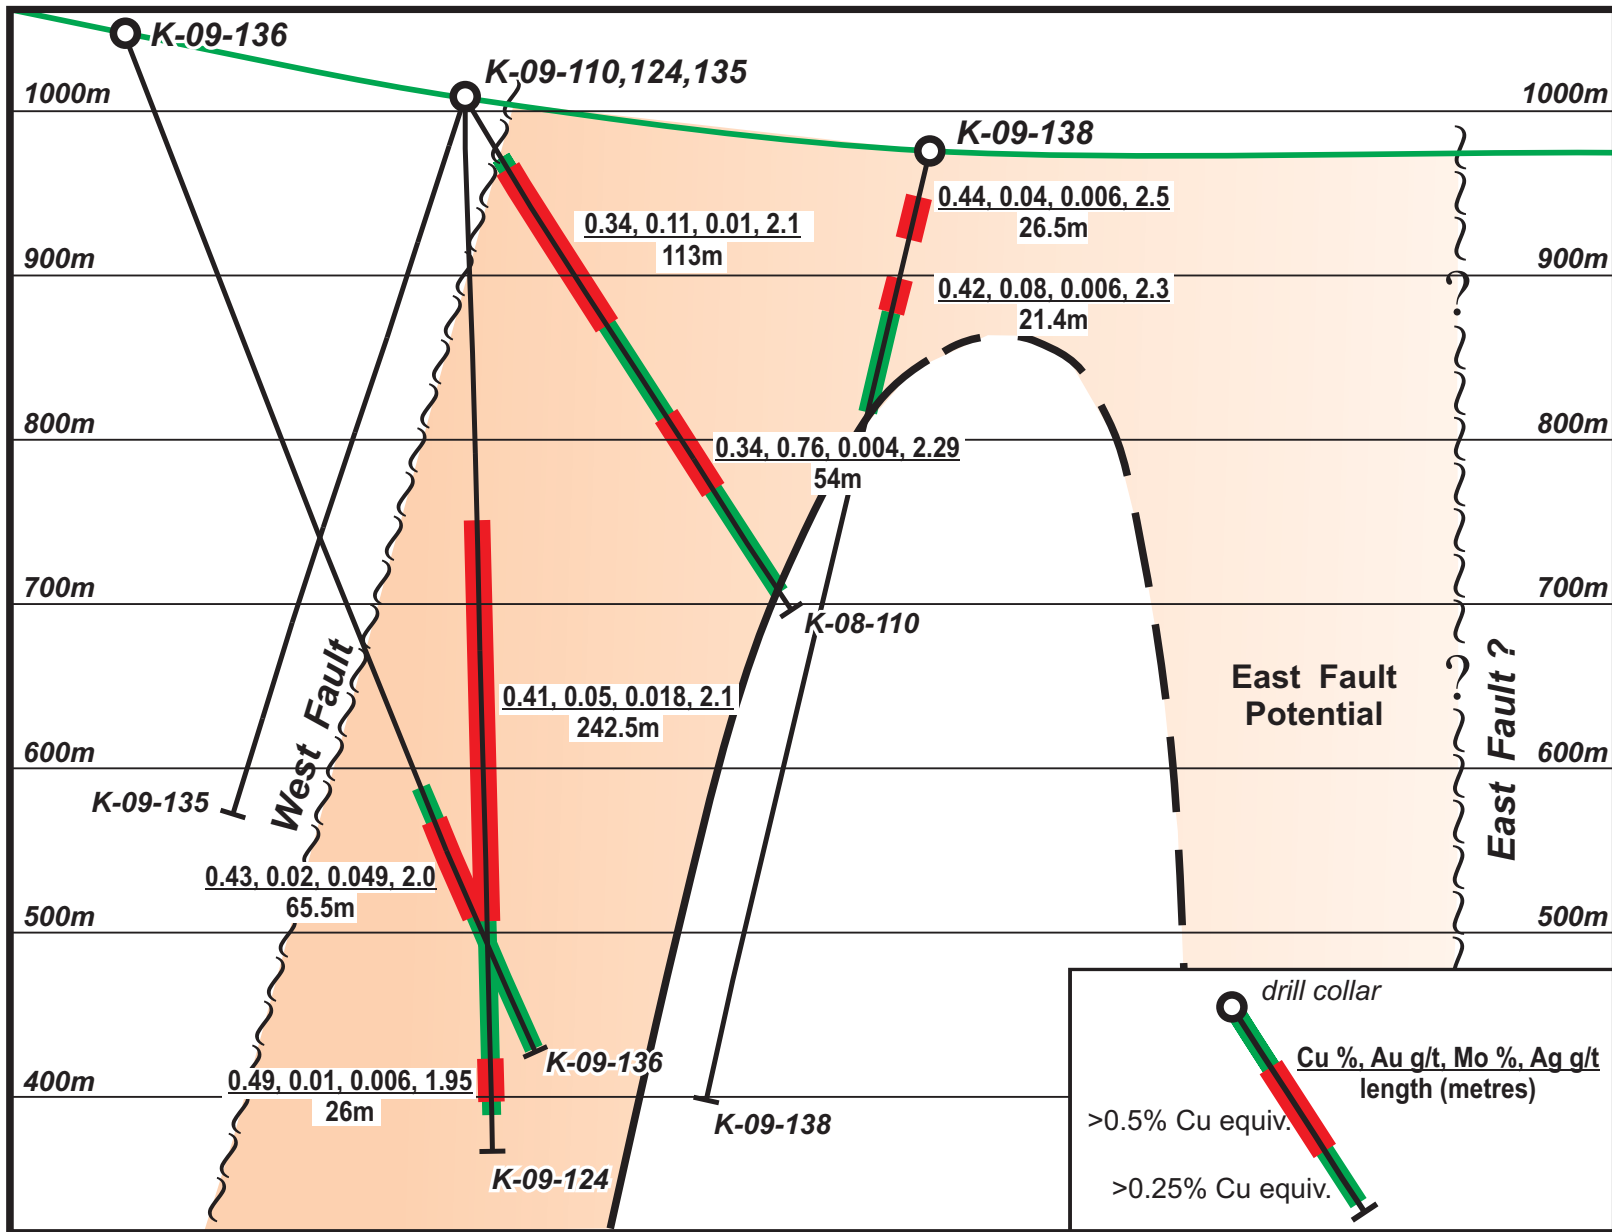 K-09-136
K-09-110,124,135
1000m
1000m
K-09-138
0.44, 0.04, 0.006, 2.5
26.5m
0.34, 0.11, 0.01, 2.1
113m
900m
900m
0.42, 0.08, 0.006, 2.3
21.4m
?
800m
800m
0.34, 0.76, 0.004, 2.29
54m
700m
700m
K-08-110
West Fault
0.41, 0.05, 0.018, 2.1
242.5m
East Fault
Potential
?
East Fault ?
600m
600m
K-09-135
0.43, 0.02, 0.049, 2.0
65.5m
500m
500m
K-09-136
400m
0.49, 0.01, 0.006, 1.95
26m
K-09-138
K-09-124
drill collar
Cu %, Au g/t, Mo %, Ag g/t
length (metres)
>0.5% Cu equiv.
>0.25% Cu equiv.